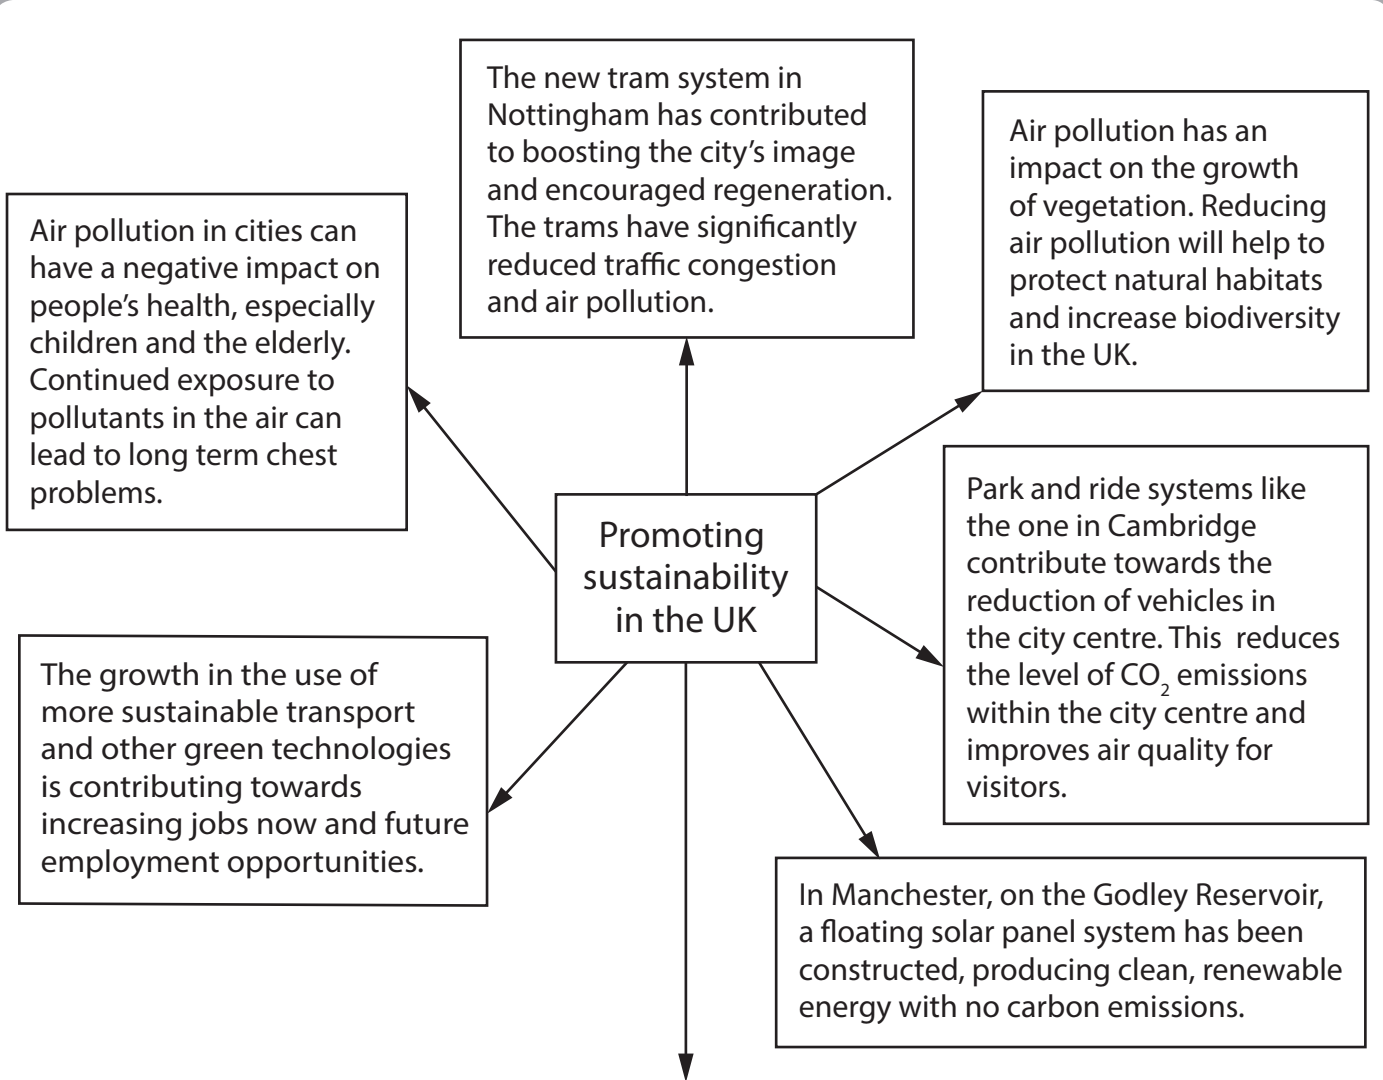 The new tram system in
Nottingham has contributed
to boosting the city’s image
and encouraged regeneration.
The trams have significantly
reduced traffic congestion
and air pollution.
Air pollution has an
impact on the growth
of vegetation. Reducing
air pollution will help to
protect natural habitats
and increase biodiversity
in the UK.
Air pollution in cities can
have a negative impact on
people’s health, especially
children and the elderly.
Continued exposure to
pollutants in the air can
lead to long term chest
problems.
Promoting
sustainability
in the UK
Park and ride systems like
the one in Cambridge
contribute towards the
reduction of vehicles in
the city centre. This  reduces
the level of CO₂ emissions
within the city centre and
improves air quality for
visitors.
The growth in the use of
more sustainable transport
and other green technologies
is contributing towards
increasing jobs now and future
employment opportunities.
In Manchester, on the Godley Reservoir,
a floating solar panel system has been
constructed, producing clean, renewable
energy with no carbon emissions.